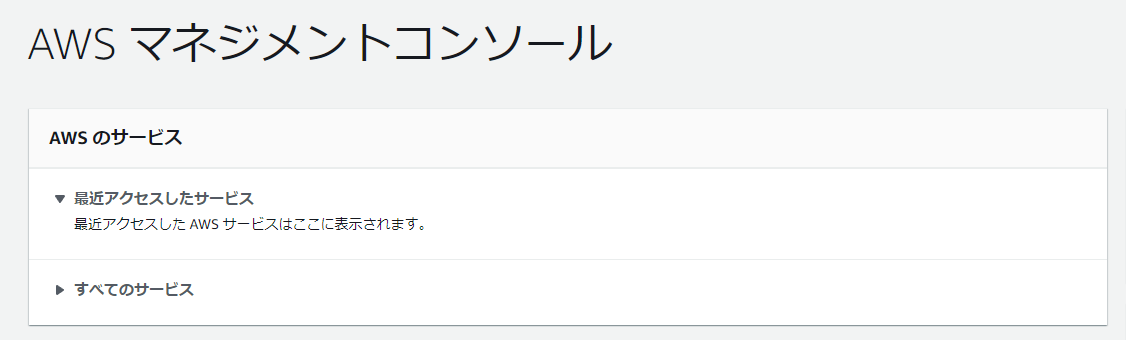 AWS マネジメントコンソール
AWS のサービス
最近アクセスしたサービス
最近アクセスした AWS サービスはここに表示されます。
すべてのサービス